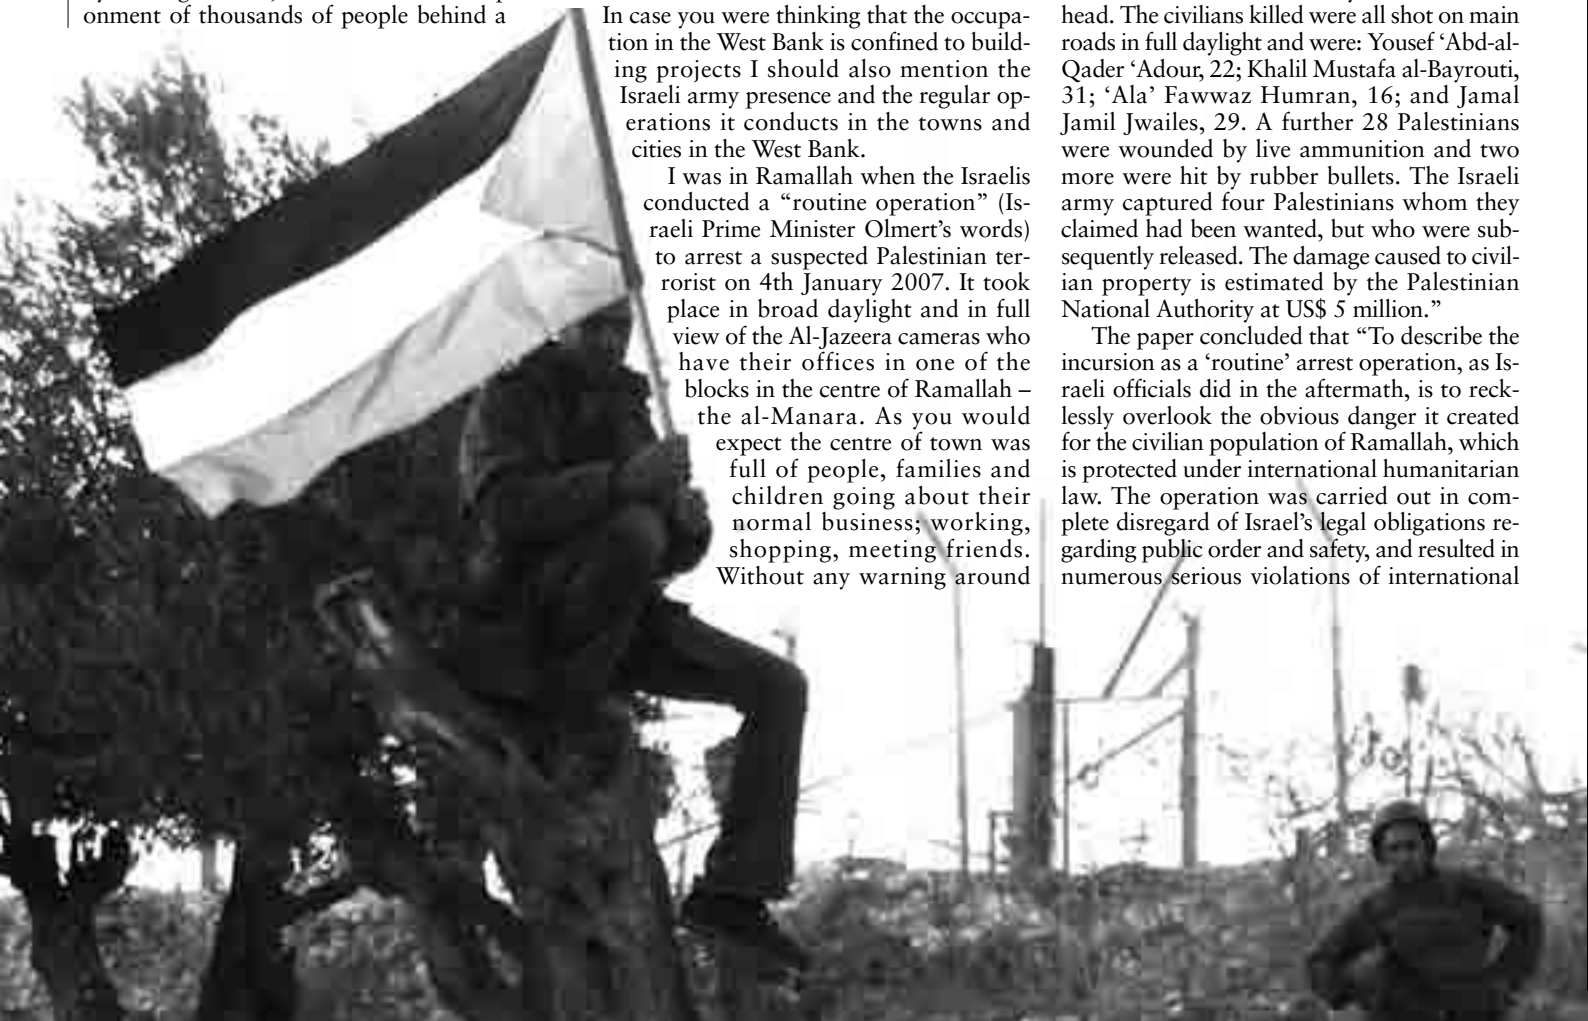 onment of thousands of people behind a
In case you were thinking that the occupa-
tion in the West Bank is confined to build-
ing projects I should also mention the
Israeli army presence and the regular op-
erations it conducts in the towns and
cities in the West Bank.
I was in Ramallah when the Israelis
conducted a “routine operation” (Is-
raeli Prime Minister Olmert’s words)
to arrest a suspected Palestinian ter-
rorist on 4th January 2007. It took
place in broad daylight and in full
view of the Al-Jazeera cameras who
have their offices in one of the
blocks in the centre of Ramallah –
the al-Manara. As you would
expect the centre of town was
full of people, families and
children going about their
normal business; working,
shopping, meeting friends.
Without any warning around
head. The civilians killed were all shot on main
roads in full daylight and were: Yousef ‘Abd-al-
Qader ‘Adour, 22; Khalil Mustafa al-Bayrouti,
31; ‘Ala’ Fawwaz Humran, 16; and Jamal
Jamil Jwailes, 29. A further 28 Palestinians
were wounded by live ammunition and two
more were hit by rubber bullets. The Israeli
army captured four Palestinians whom they
claimed had been wanted, but who were sub-
sequently released. The damage caused to civil-
ian property is estimated by the Palestinian
National Authority at US$ 5 million.”
The paper concluded that “To describe the
incursion as a ‘routine’ arrest operation, as Is-
raeli officials did in the aftermath, is to reck-
lessly overlook the obvious danger it created
for the civilian population of Ramallah, which
is protected under international humanitarian
law. The operation was carried out in com-
plete disregard of Israel’s legal obligations re-
garding public order and safety, and resulted in
numerous serious violations of international